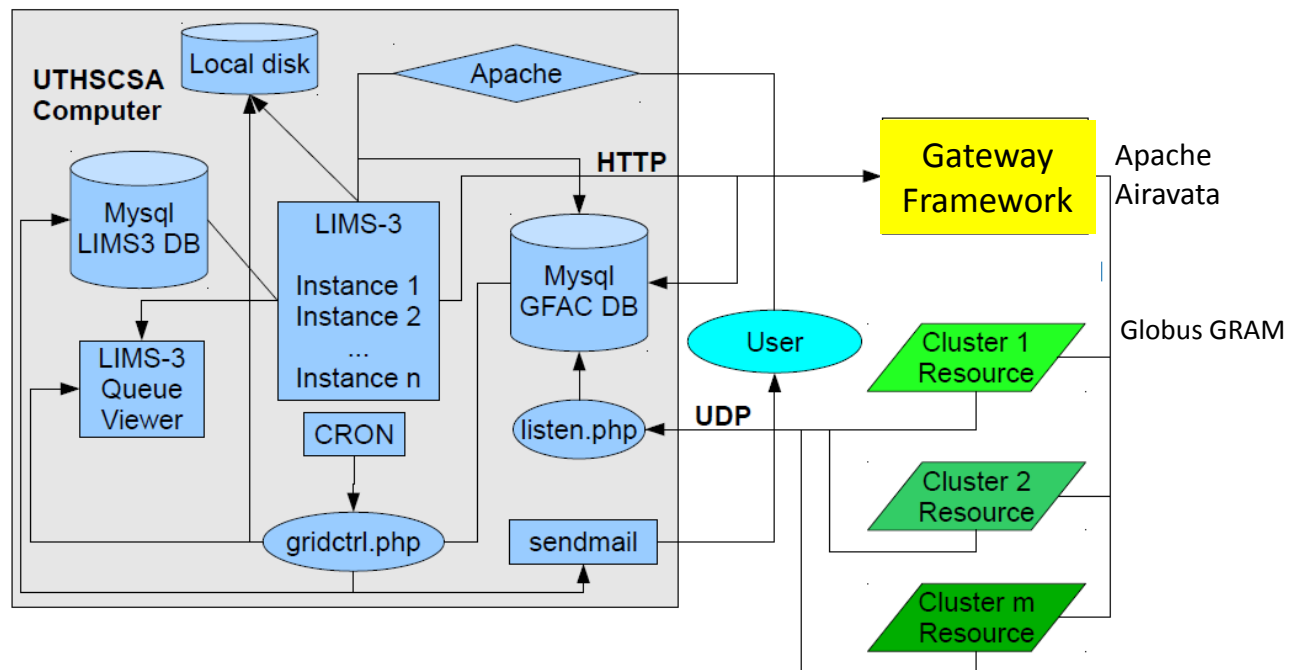 UTHSCSA
Computer
Local disk
Apache
HTTP
Gateway
Framework
Apache
Airavata
Mysql
LIMS3 DB
LIMS-3
Instance 1
Instance 2
...
Instance n
Mysql
GFAC DB
User
Globus GRAM
Cluster 1
Resource
LIMS-3
Queue
Viewer
CRON
listen.php
UDP
Cluster 2
Resource
gridctrl.php
sendmail
Cluster m
Resource